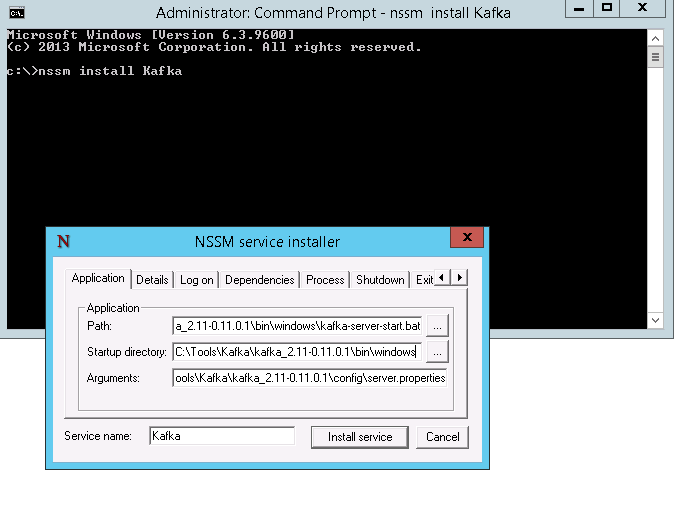 Administrator: Command Prompt - nssm  install Kafka
Microsoft Windows [Version 6.3.9600]
(c) 2013 Microsoft Corporation. All rights reserved.
c:\>nssm install Kafka
N
NSSM service installer
Application Details Log on Dependencies Process Shutdown Exit
Application
Path: a_2.11-0.11.0.1\bin\windows\kafka-server-start.bat ...
Startup directory: C:\Tools\Kafka\kafka_2.11-0.11.0.1\bin\windows ...
Arguments: ools\Kafka\kafka_2.11-0.11.0.1\config\server.properties
Service name: Kafka Install service Cancel